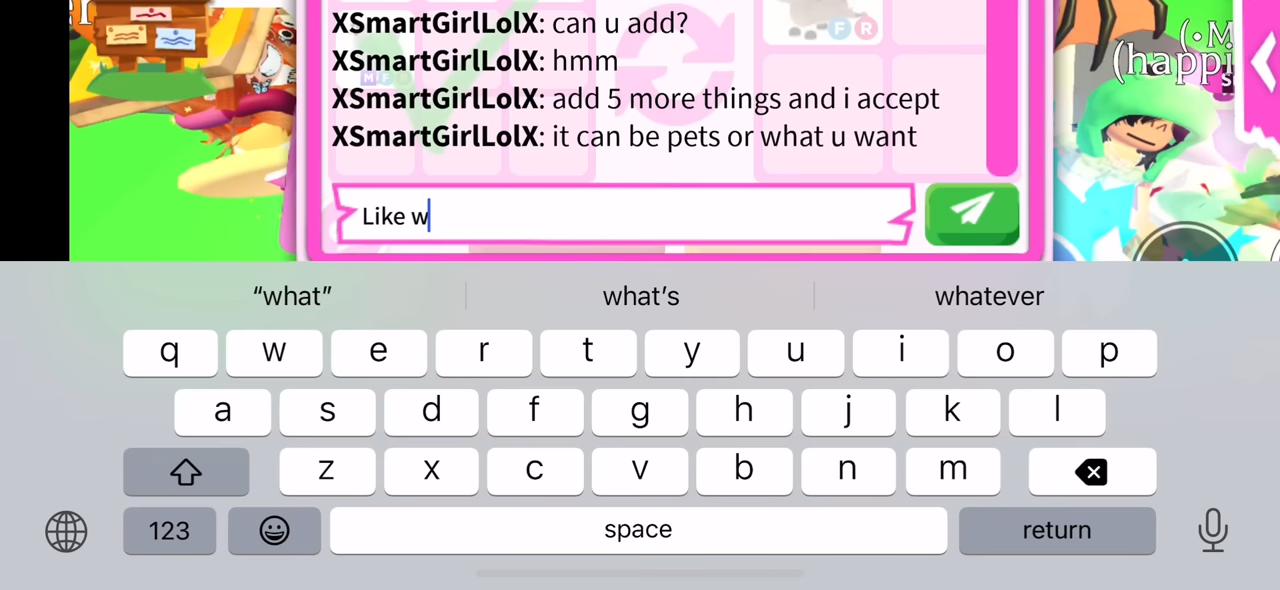 XSmartGirlLolX: can u add?
XSmartGirlLolX: hmm
XSmartGirlLolX: add 5 more things and i accept
XSmartGirlLolX: it can be pets or what u want
F R
(•M
(happi
s
Like w
“what” what’s whatever
q w e r t y u i o p
a s d f g h j k l
z x c v b n m
123 space return